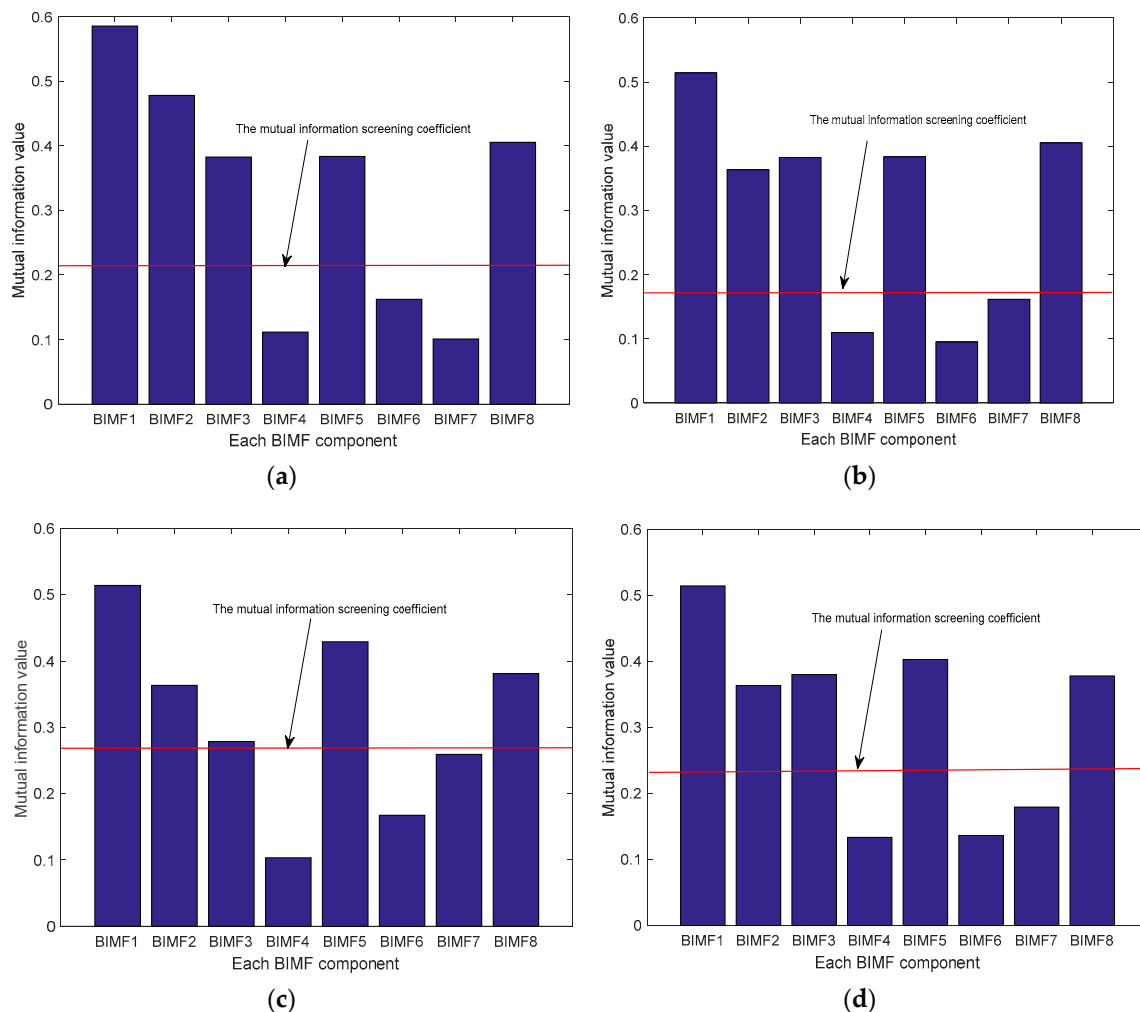 0.6
0.5
0.4
0.3
0.2
0.1
0
Mutual information value
The mutual information screening coefficient
BIMF1 BIMF2 BIMF3 BIMF4 BIMF5 BIMF6 BIMF7 BIMF8
Each BIMF component
(a)
0.6
0.5
0.4
0.3
0.2
0.1
0
Mutual information value
The mutual information screening coefficient
BIMF1 BIMF2 BIMF3 BIMF4 BIMF5 BIMF6 BIMF7 BIMF8
Each BIMF component
(b)
0.6
0.5
0.4
0.3
0.2
0.1
0
Mutual information value
The mutual information screening coefficient
BIMF1 BIMF2 BIMF3 BIMF4 BIMF5 BIMF6 BIMF7 BIMF8
Each BIMF component
(c)
0.6
0.5
0.4
0.3
0.2
0.1
0
Mutual information value
The mutual information screening coefficient
BIMF1 BIMF2 BIMF3 BIMF4 BIMF5 BIMF6 BIMF7 BIMF8
Each BIMF component
(d)